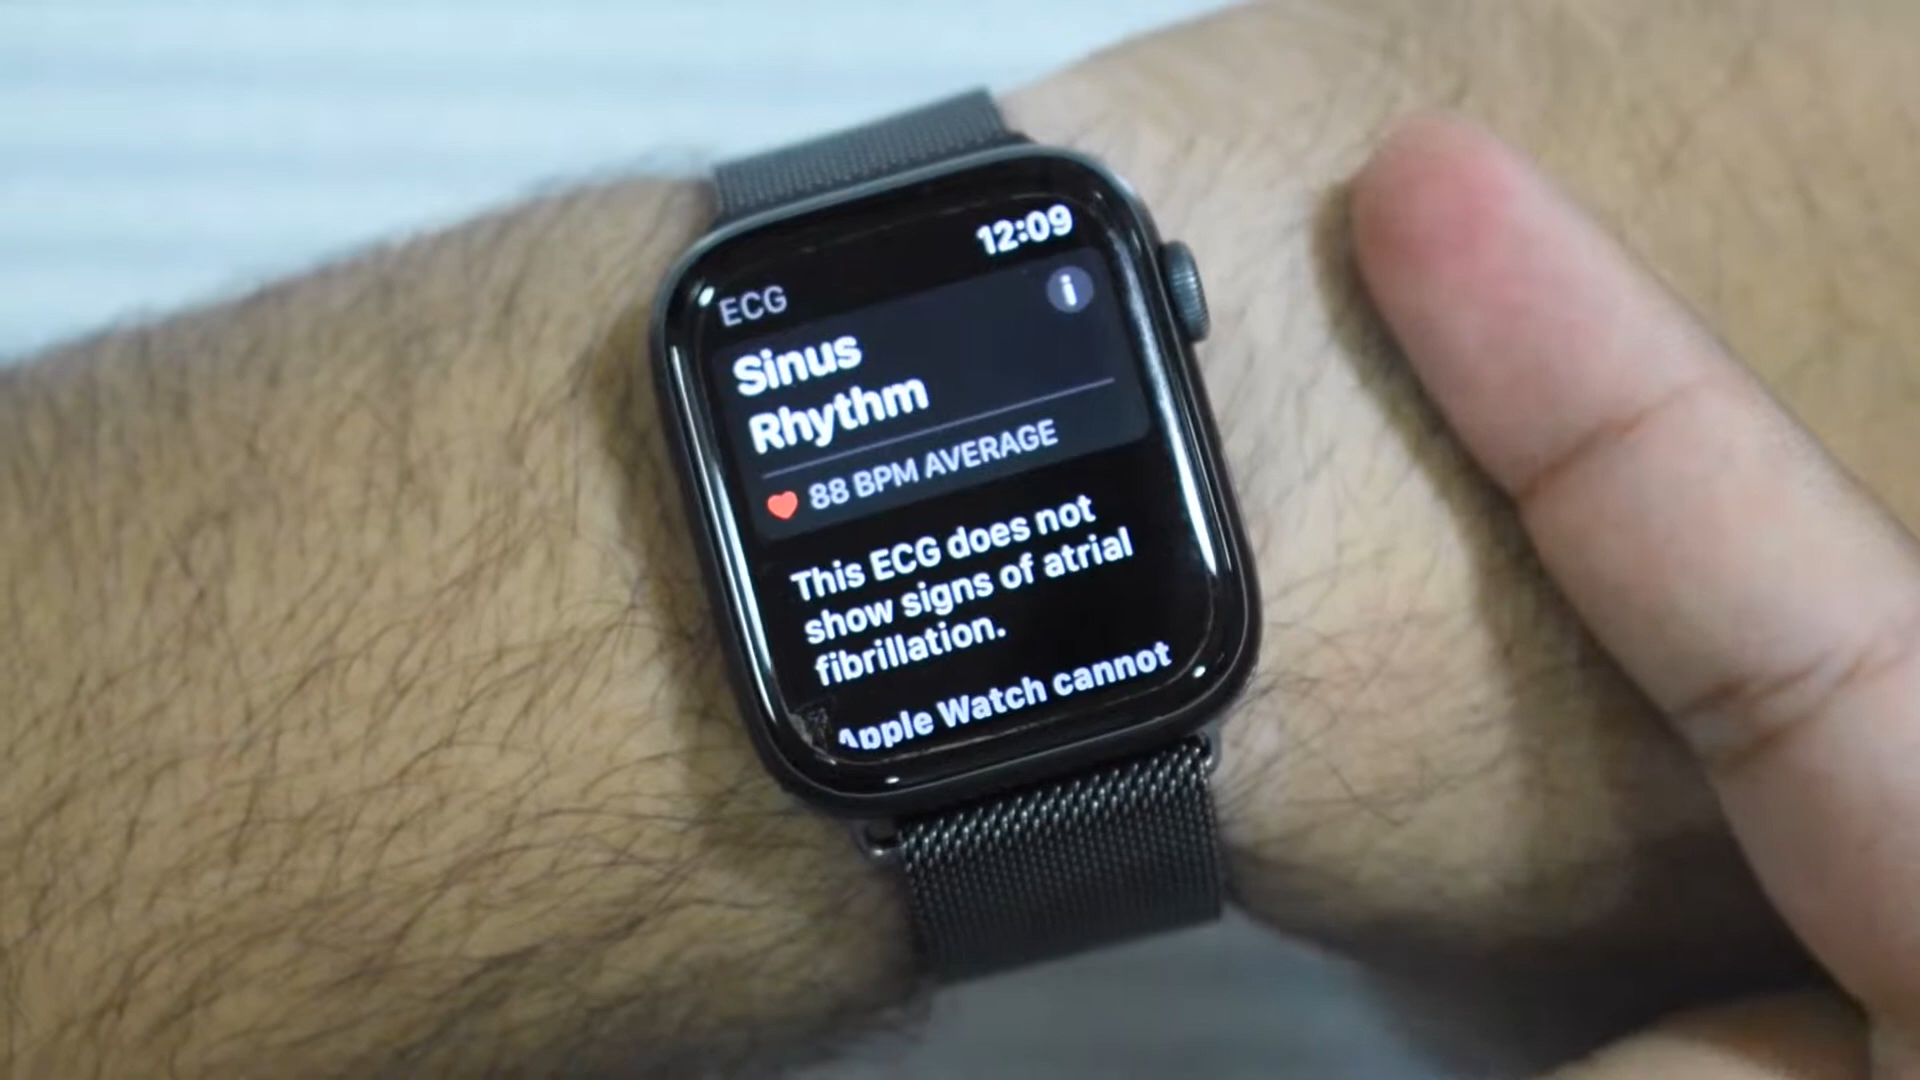 12:09
ECG
i
Sinus
Rhythm
88 BPM AVERAGE
This ECG does not
show signs of atrial
fibrillation.
Apple Watch cannot